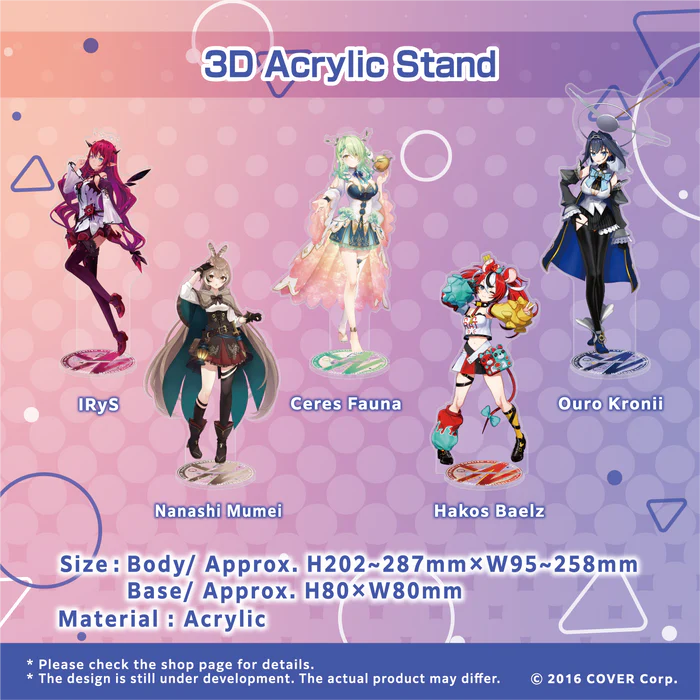 3D Acrylic Stand
IRyS
Ceres Fauna
Ouro Kronii
Nanashi Mumei
Hakos Baelz
Size : Body/ Approx. H202~287mm×W95~258mm
Base/ Approx. H80×W80mm
Material : Acrylic
* Please check the shop page for details.
* The design is still under development. The actual product may differ.
© 2016 COVER Corp.